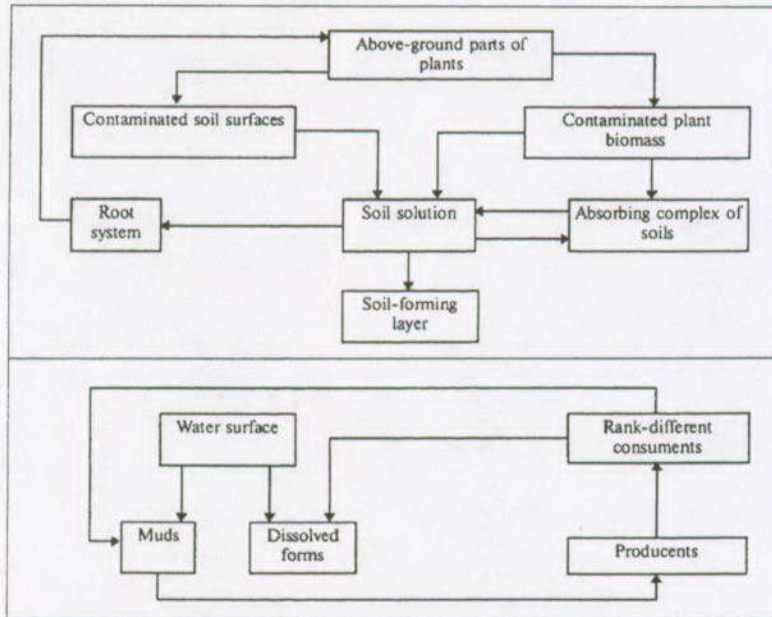 Above-ground parts of
plants
Contaminated soil surfaces
Contaminated plant
biomass
Root
system
Soil solution
Absorbing complex of
soils
Soil-forming
layer
Water surface
Rank-different
consuments
Muds
Dissolved
forms
Producents